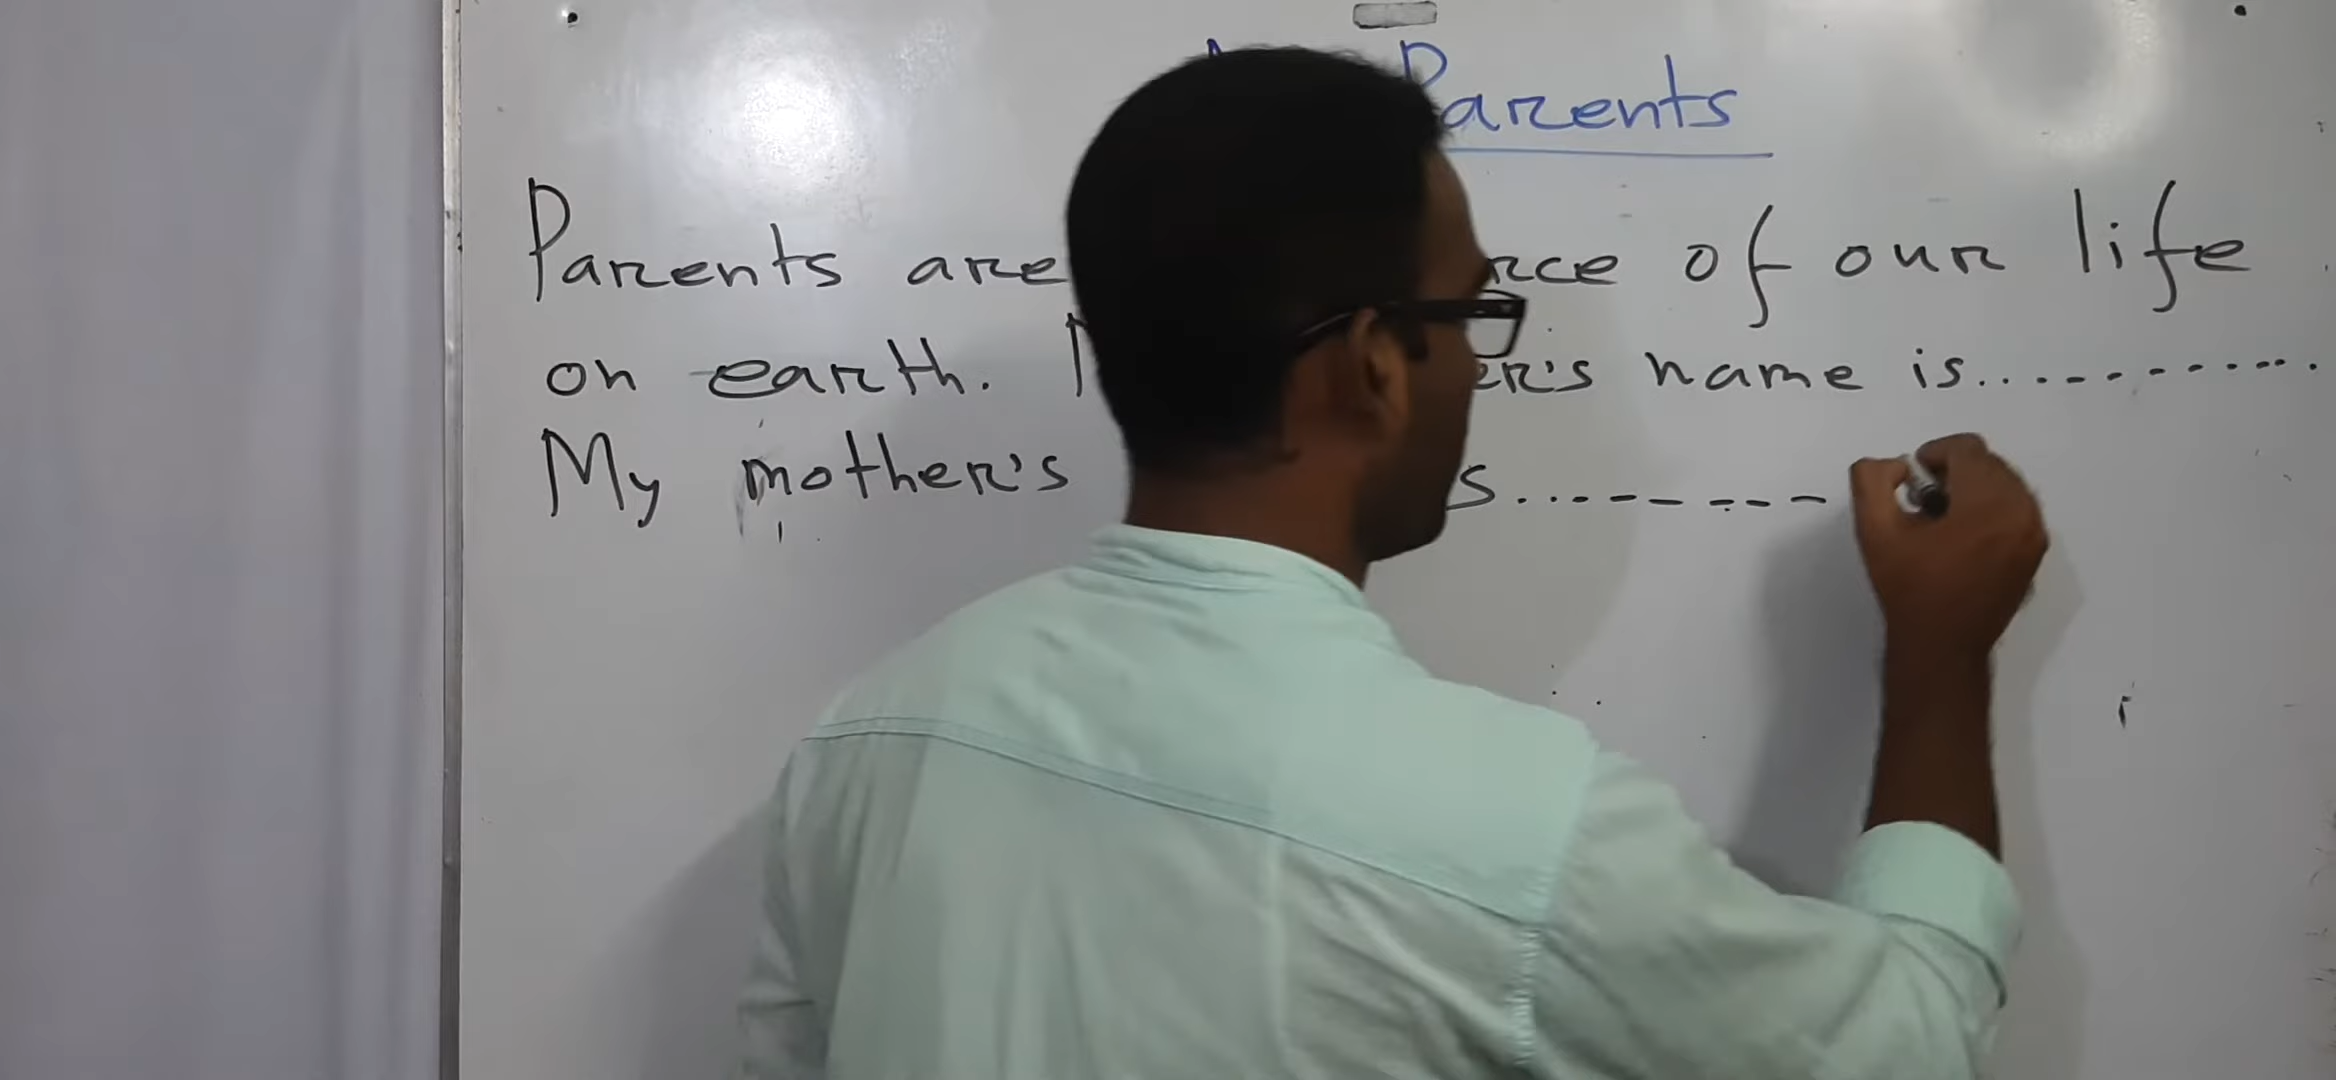 Parents
Parents are of our life
on earth. name is...........
My mother's ..........